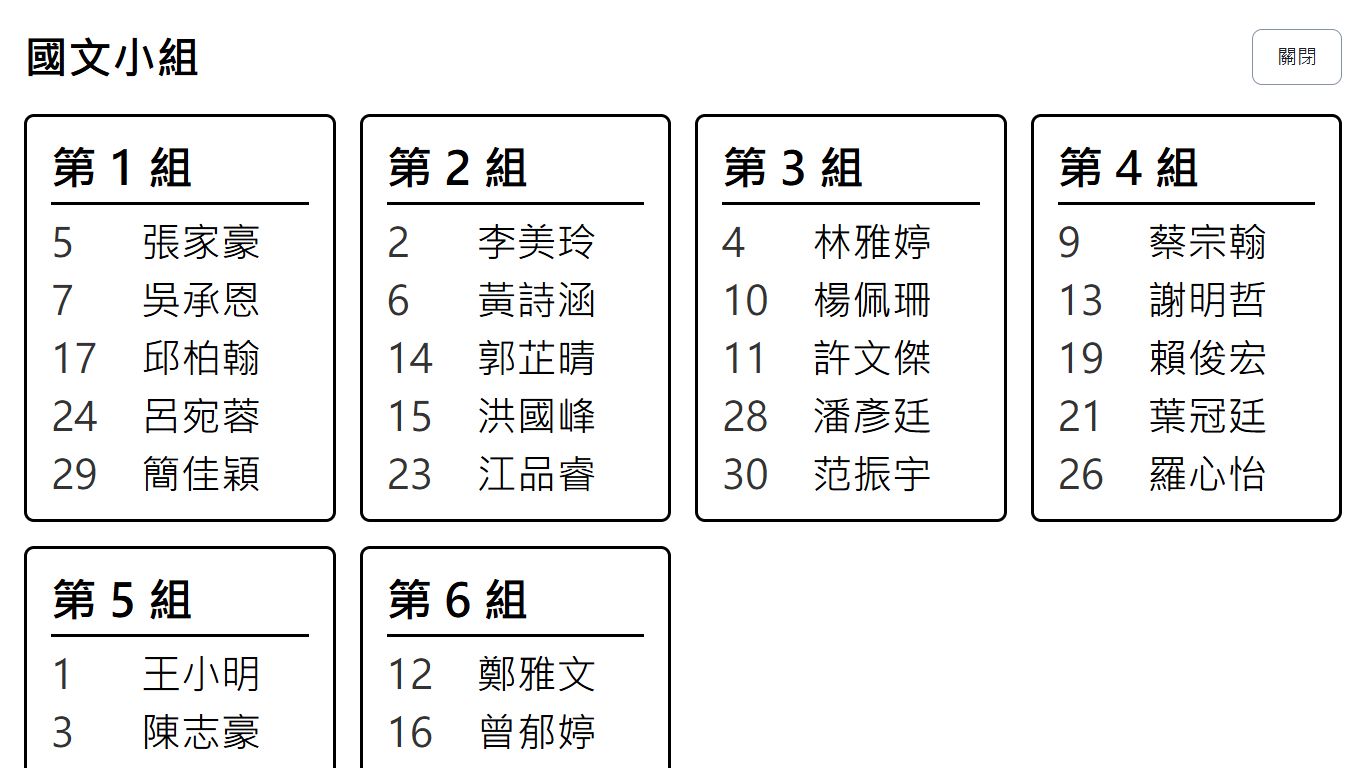 國文小組
關閉
第 1 組
5 張家豪
7 吳承恩
17 邱柏翰
24 呂宛蓉
29 簡佳穎
第 2 組
2 李美玲
6 黃詩涵
14 郭芷晴
15 洪國峰
23 江品睿
第 3 組
4 林雅婷
10 楊佩珊
11 許文傑
28 潘彥廷
30 范振宇
第 4 組
9 蔡宗翰
13 謝明哲
19 賴俊宏
21 葉冠廷
26 羅心怡
第 5 組
1 王小明
3 陳志豪
第 6 組
12 鄭雅文
16 曾郁婷